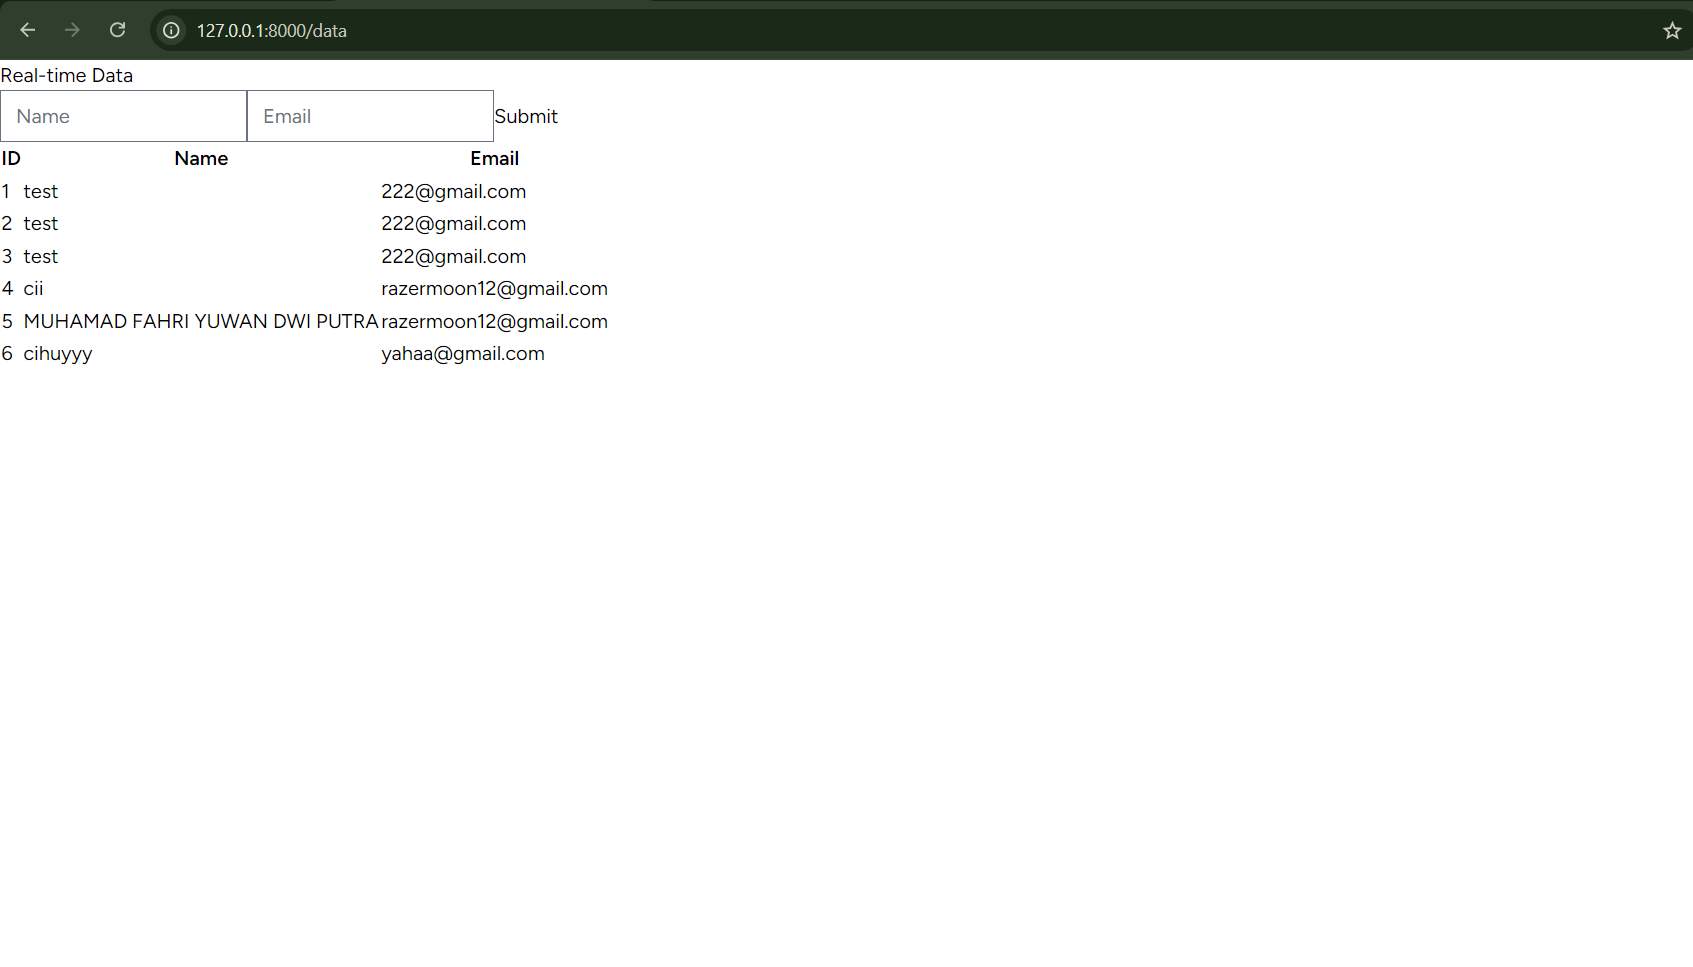 127.0.0.1:8000/data
Real-time Data
Name Email Submit
ID Name Email
1 test 222@gmail.com
2 test 222@gmail.com
3 test 222@gmail.com
4 cii razermoon12@gmail.com
5 MUHAMAD FAHRI YUWAN DWI PUTRA razermoon12@gmail.com
6 cihuyyy yahaa@gmail.com